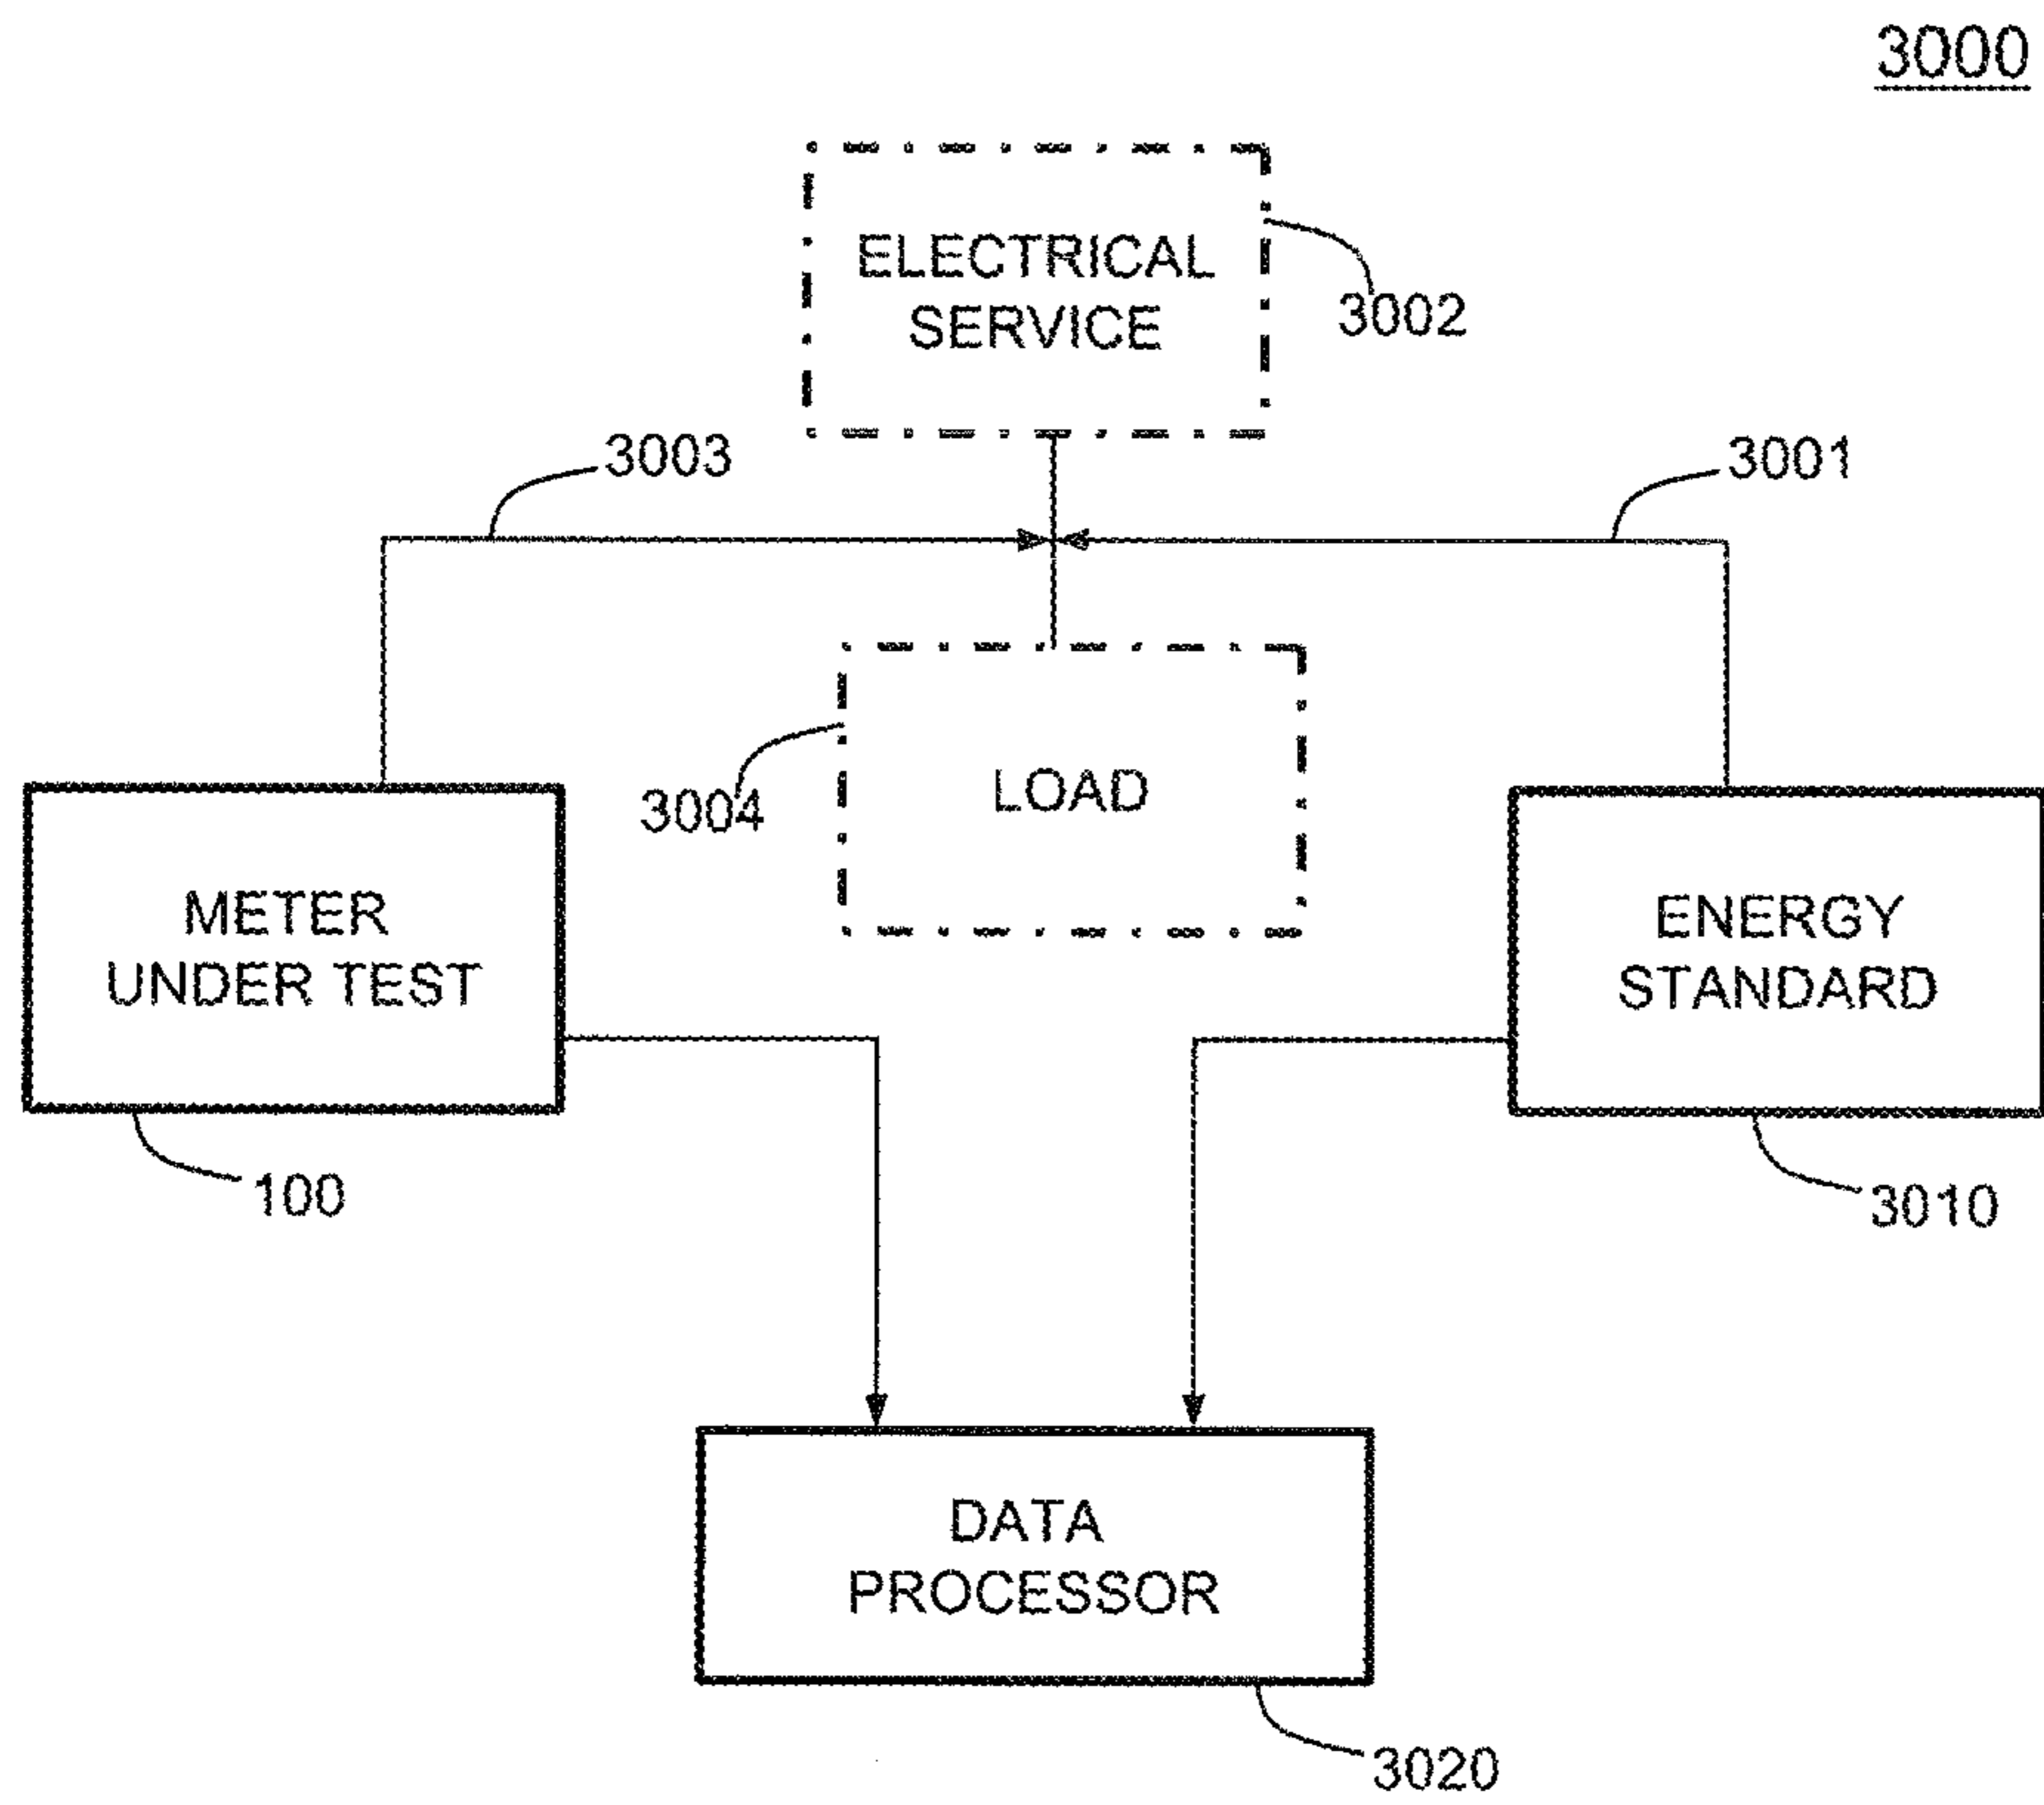 3000
ELECTRICAL
SERVICE
3002
3003
3001
LOAD
3004
METER
UNDER TEST
ENERGY
STANDARD
100
3010
DATA
PROCESSOR
3020